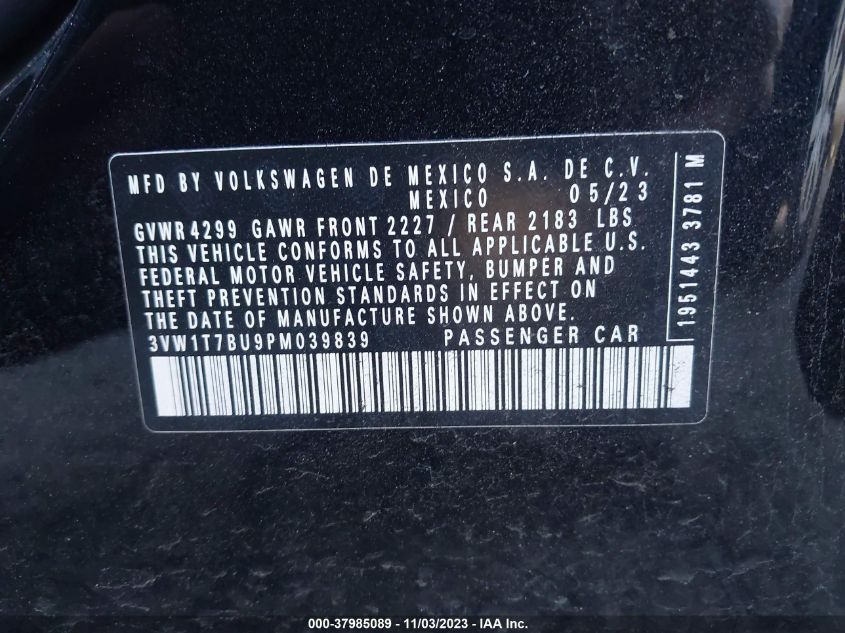 MFD BY VOLKSWAGEN DE MEXICO S.A. DE C.V.
MEXICO 05/23
GVWR 4299 GAWR FRONT 2227 / REAR 2183 LBS
THIS VEHICLE CONFORMS TO ALL APPLICABLE U.S.
FEDERAL MOTOR VEHICLE SAFETY, BUMPER AND
THEFT PREVENTION STANDARDS IN EFFECT ON
THE DATE OF MANUFACTURE SHOWN ABOVE.
3VW1T7BU9PM039839 PASSENGER CAR
1951443 3781 M
000-37985089 - 11/03/2023 - IAA Inc.